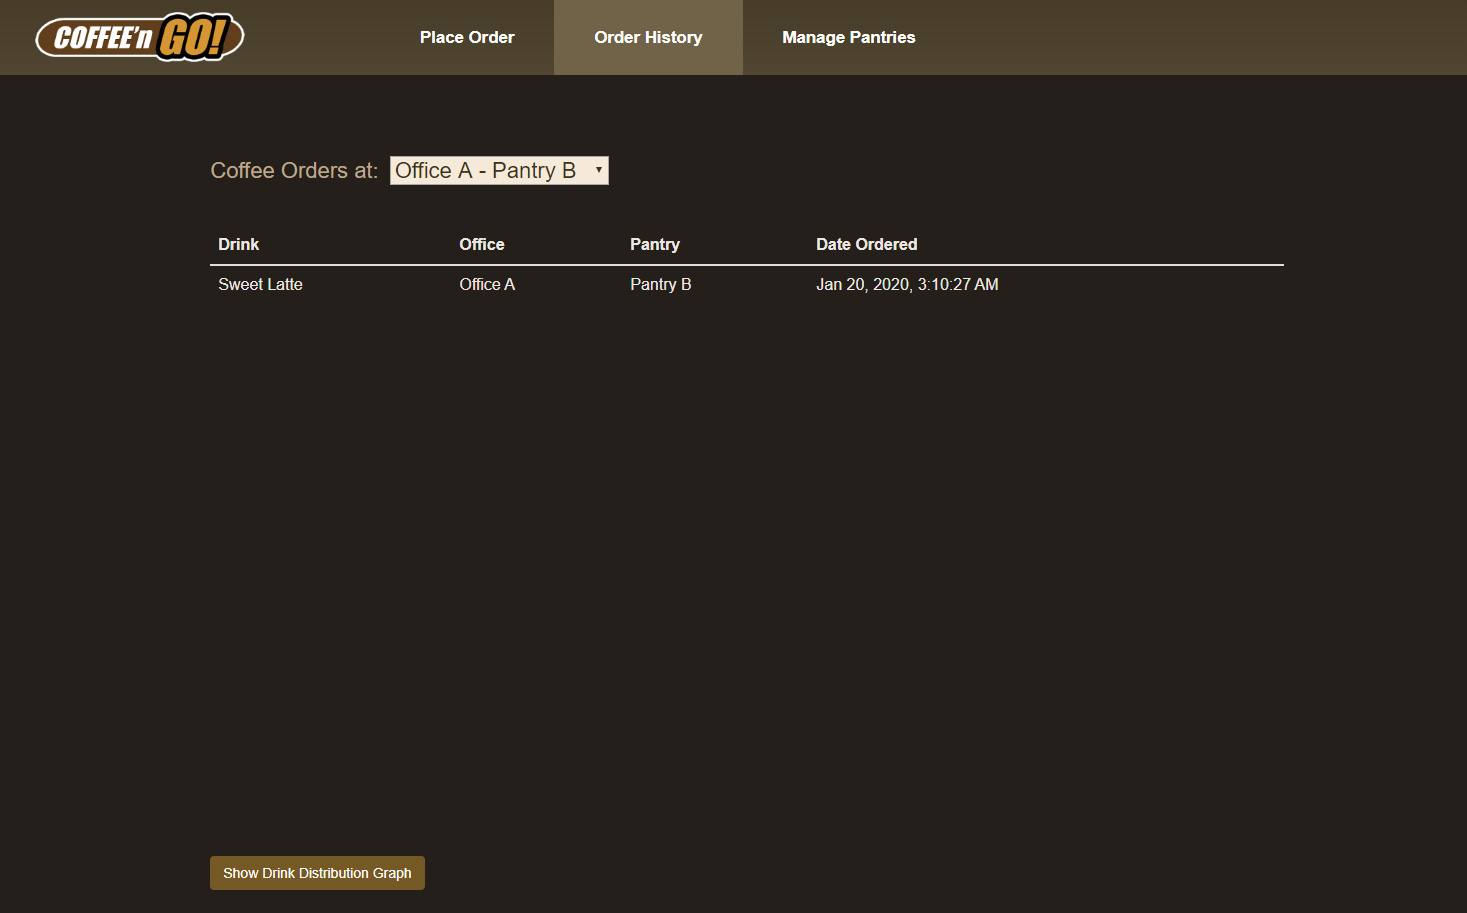 COFFEE'n GO!
Place Order
Order History
Manage Pantries
Coffee Orders at: Office A - Pantry B
Drink Office Pantry Date Ordered
Sweet Latte Office A Pantry B Jan 20, 2020, 3:10:27 AM
Show Drink Distribution Graph